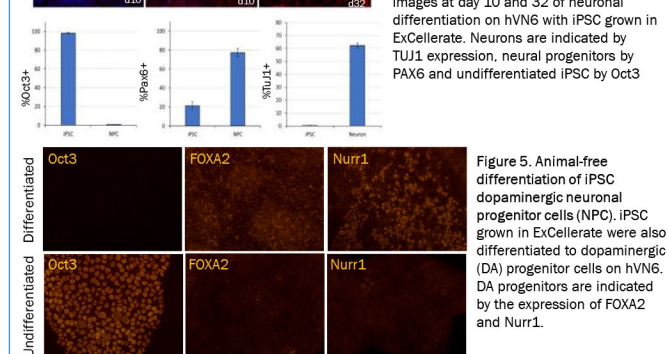 d10
d10
d32
images at day 10 and 32 of neuronal
differentiation on hVN6 with iPSC grown in
ExCellerate. Neurons are indicated by
TUJ1 expression, neural progenitors by
PAX6 and undifferentiated iPSC by Oct3
%Oct3+
100
80
60
40
20
0
iPSC
NPC
%Pax6+
100
80
60
40
20
0
iPSC
NPC
%TuJ1+
80
70
60
50
40
30
20
10
0
iPSC
Neuron
Differentiated
Oct3
FOXA2
Nurr1
Undifferentiated
Oct3
FOXA2
Nurr1
Figure 5. Animal-free
differentiation of iPSC
dopaminergic neuronal
progenitor cells (NPC). iPSC
grown in ExCellerate were also
differentiated to dopaminergic
(DA) progenitor cells on hVN6.
DA progenitors are indicated
by the expression of FOXA2
and Nurr1.